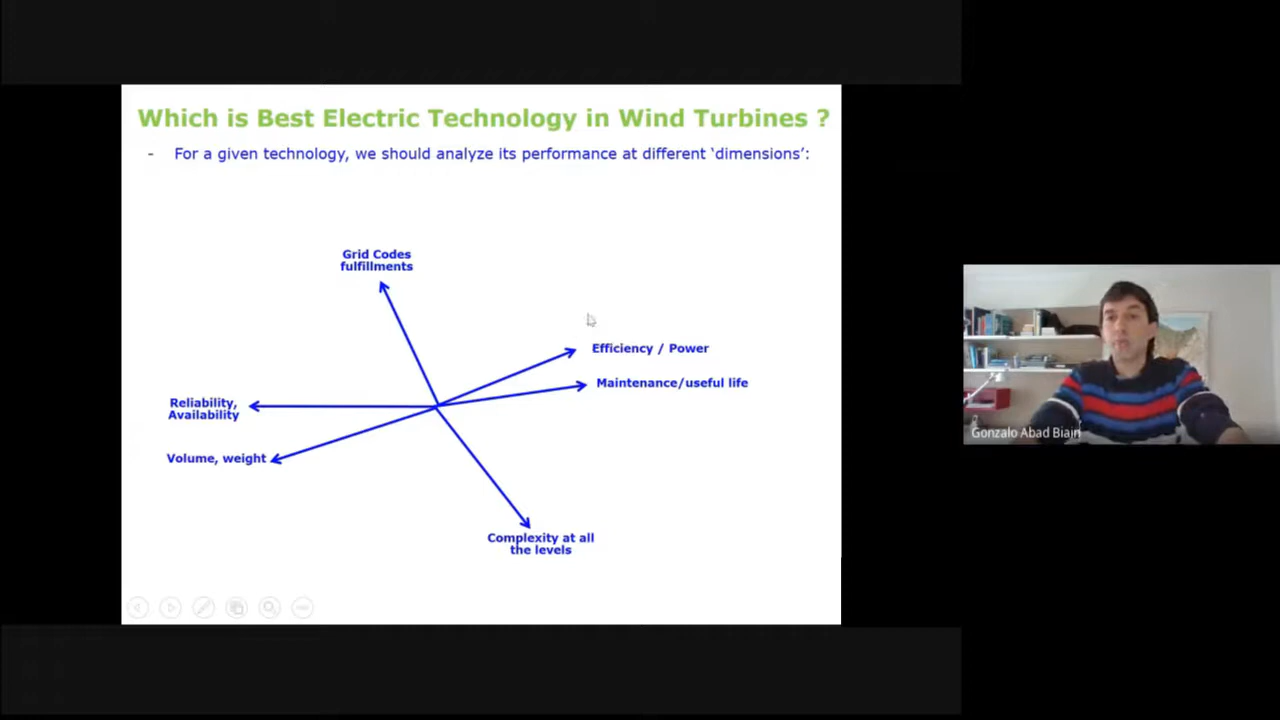 Which is Best Electric Technology in Wind Turbines ?
- For a given technology, we should analyze its performance at different ‘dimensions’:
Grid Codes
fulfillments
Efficiency / Power
Maintenance/useful life
Reliability,
Availability
Volume, weight
Complexity at all
the levels
Gonzalo Abad Biain